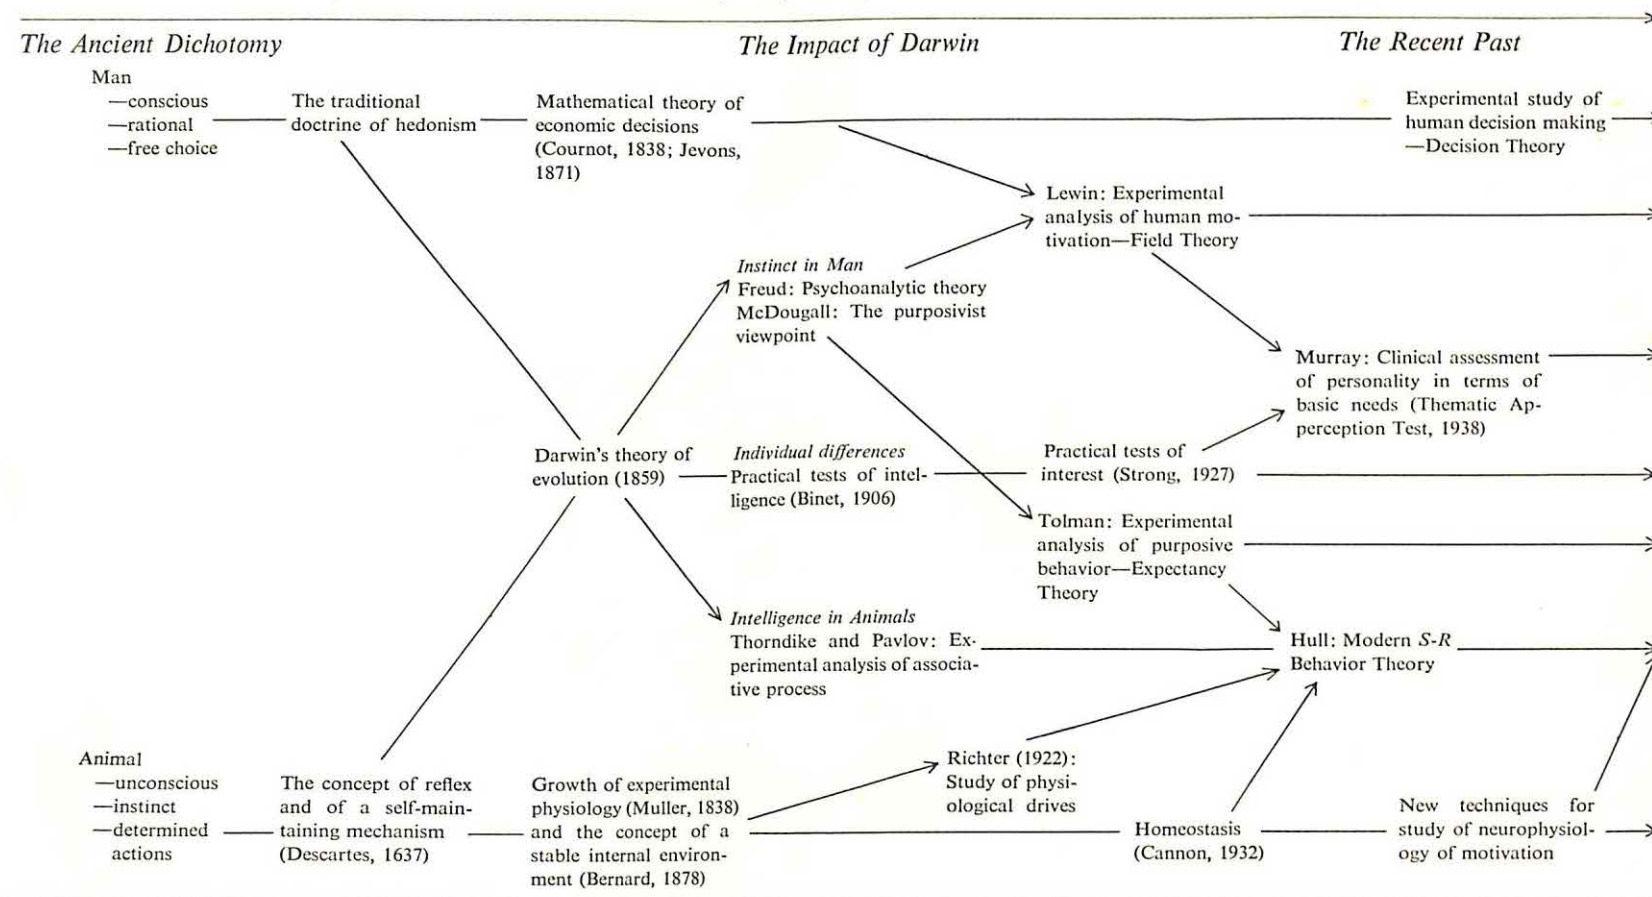 The Ancient Dichotomy
The Impact of Darwin
The Recent Past
Man
—conscious
—rational
—free choice
The traditional
doctrine of hedonism
Mathematical theory of
economic decisions
(Cournot, 1838; Jevons,
1871)
Experimental study of
human decision making
—Decision Theory
Lewin: Experimental
analysis of human mo-
tivation—Field Theory
Instinct in Man
Freud: Psychoanalytic theory
McDougall: The purposivist
viewpoint
Murray: Clinical assessment
of personality in terms of
basic needs (Thematic Ap-
perception Test, 1938)
Darwin's theory of
evolution (1859)
Individual differences
Practical tests of intel-
ligence (Binet, 1906)
Practical tests of
interest (Strong, 1927)
Tolman: Experimental
analysis of purposive
behavior—Expectancy
Theory
Intelligence in Animals
Thorndike and Pavlov: Ex-
perimental analysis of associa-
tive process
Hull: Modern S-R
Behavior Theory
Animal
—unconscious
—instinct
—determined
actions
The concept of reflex
and of a self-main-
taining mechanism
(Descartes, 1637)
Growth of experimental
physiology (Muller, 1838)
and the concept of a
stable internal environ-
ment (Bernard, 1878)
Richter (1922):
Study of physi-
ological drives
Homeostasis
(Cannon, 1932)
New techniques for
study of neurophysiol-
ogy of motivation